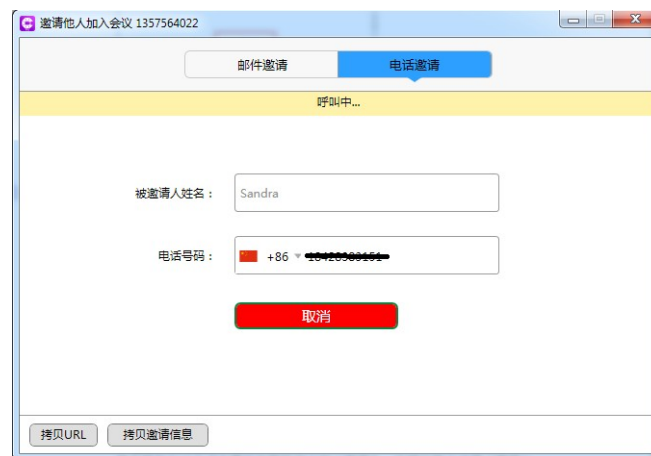 邀请他人加入会议 1357564022
邮件邀请 电话邀请
呼叫中...
被邀请人姓名： Sandra
电话号码： +86
取消
拷贝URL 拷贝邀请信息